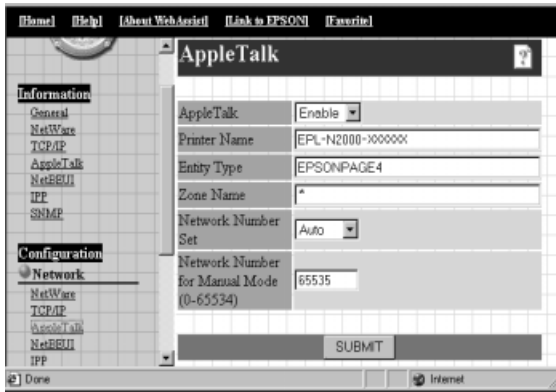 [Home] [Help] [About WebAssist] [Link to EPSON] [Favorite]
Information
General
NetWare
TCP/IP
AppleTalk
NetBEUI
IPP
SNMP
Configuration
Network
NetWare
TCP/IP
AppleTalk
NetBEUI
IPP
AppleTalk
?
AppleTalk Enable
Printer Name EPL-N2000-XXXXXX
Entity Type EPSONPAGE4
Zone Name *
Network Number Set Auto
Network Number for Manual Mode (0-65534) 65535
SUBMIT
Done Internet